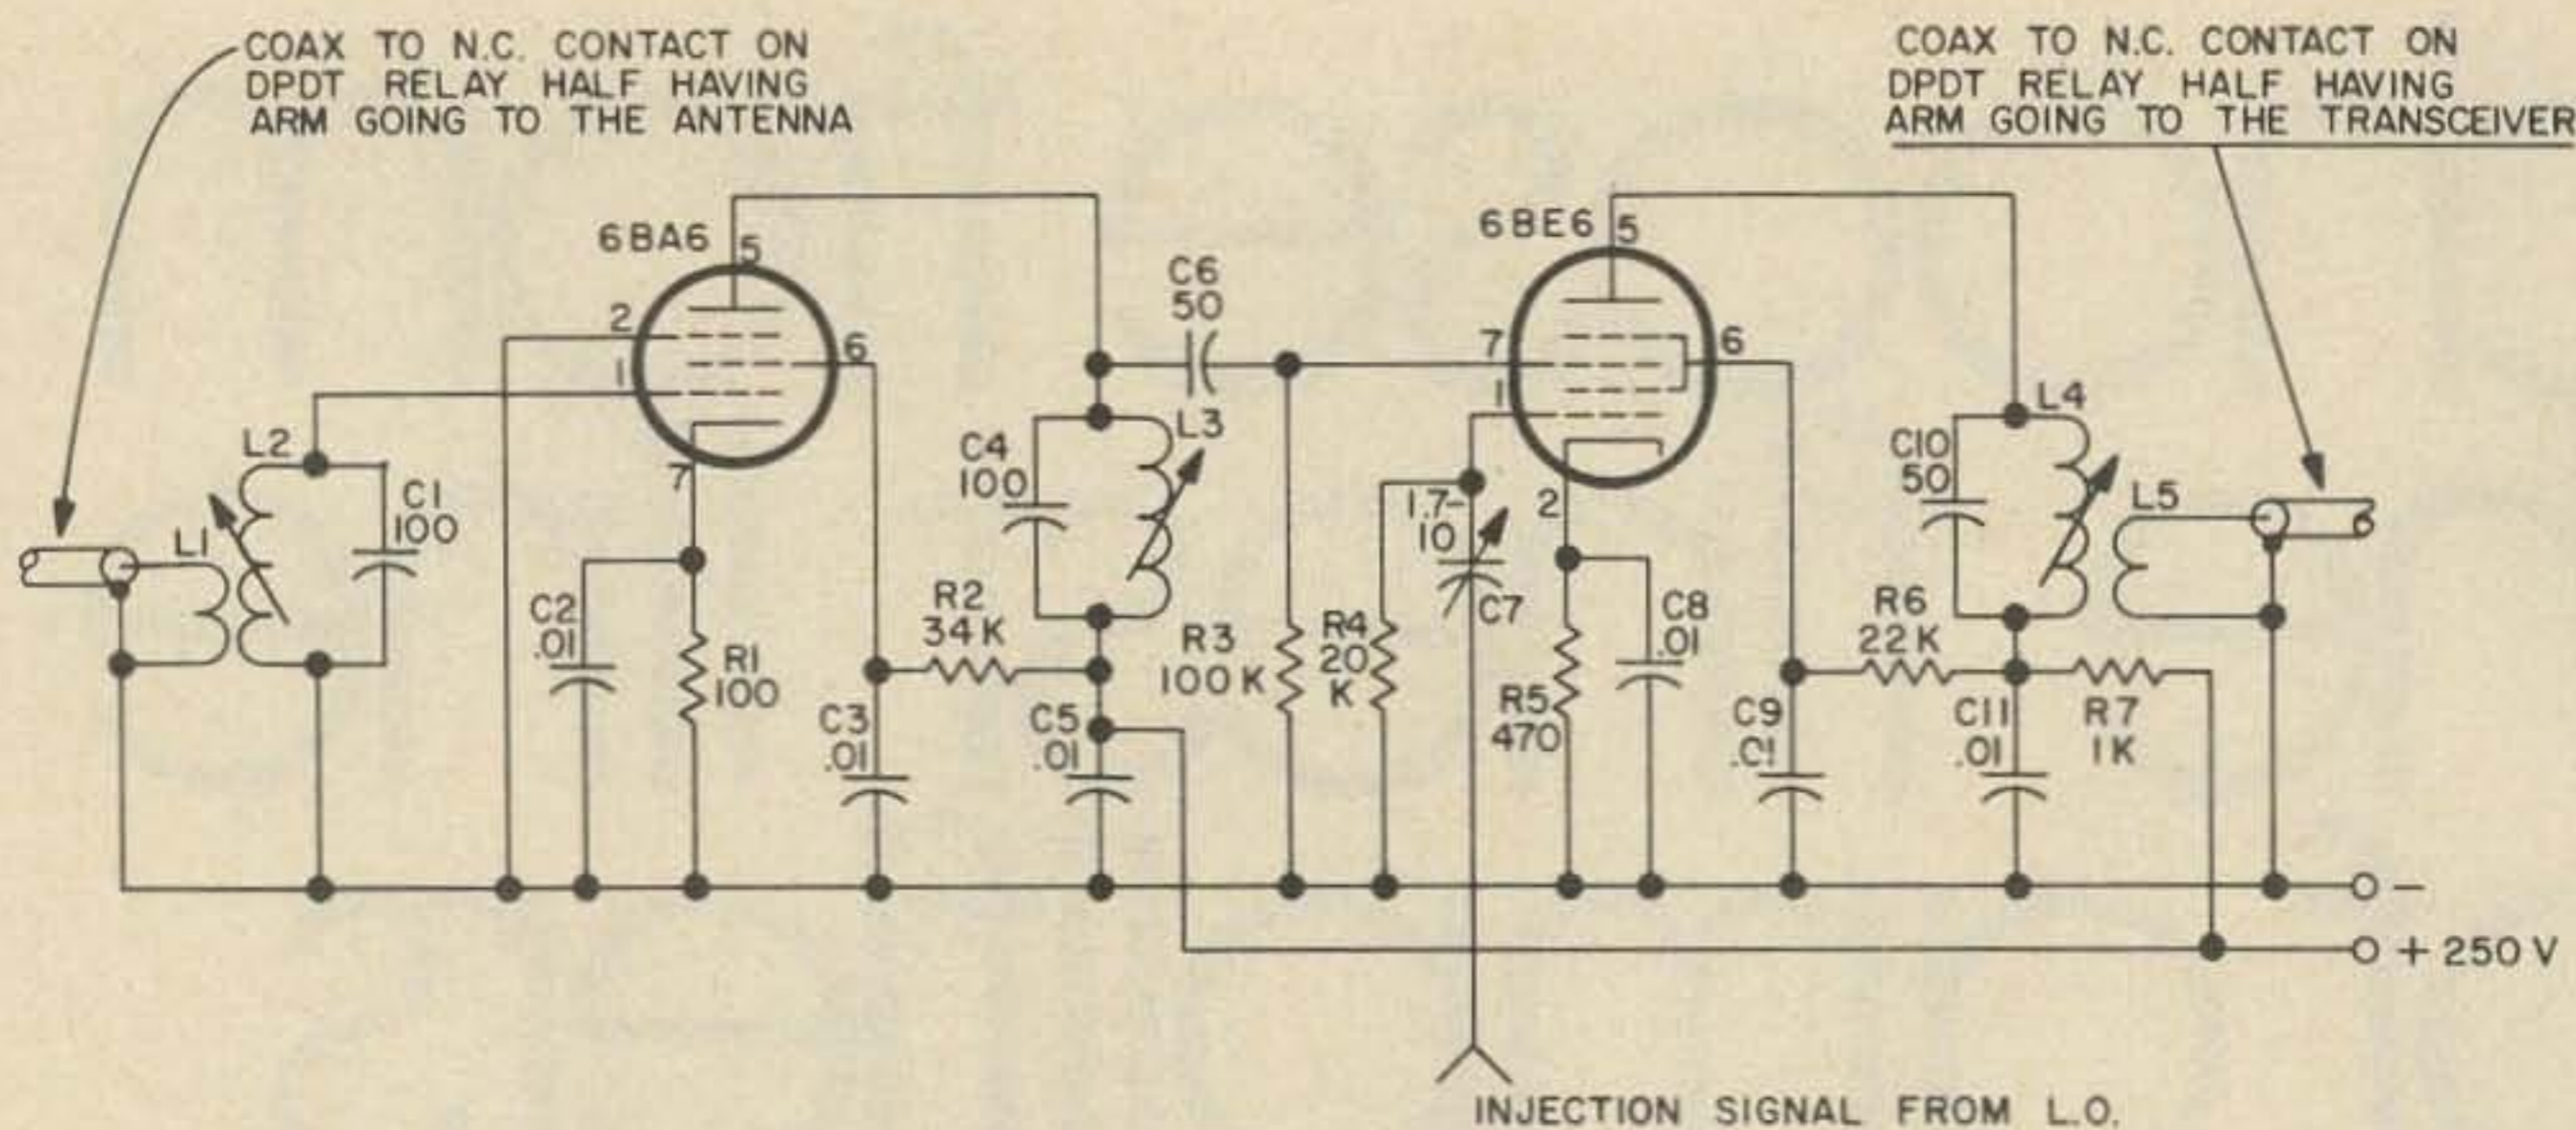 COAX TO N.C. CONTACT ON
DPDT RELAY HALF HAVING
ARM GOING TO THE ANTENNA
COAX TO N.C. CONTACT ON
DPDT RELAY HALF HAVING
ARM GOING TO THE TRANSCEIVER
6BA6
5
2
1
6
7
6BE6
5
7
1
6
2
L1
L2
C1
100
C2
.01
R1
100
C3
.01
R2
34K
C4
100
L3
C5
.01
C6
50
R3
100K
R4
20
K
1.7-
10
C7
R5
470
C8
.01
C9
.01
R6
22K
C10
50
L4
L5
C11
.01
R7
1K
-
+ 250 V
INJECTION SIGNAL FROM L.O.